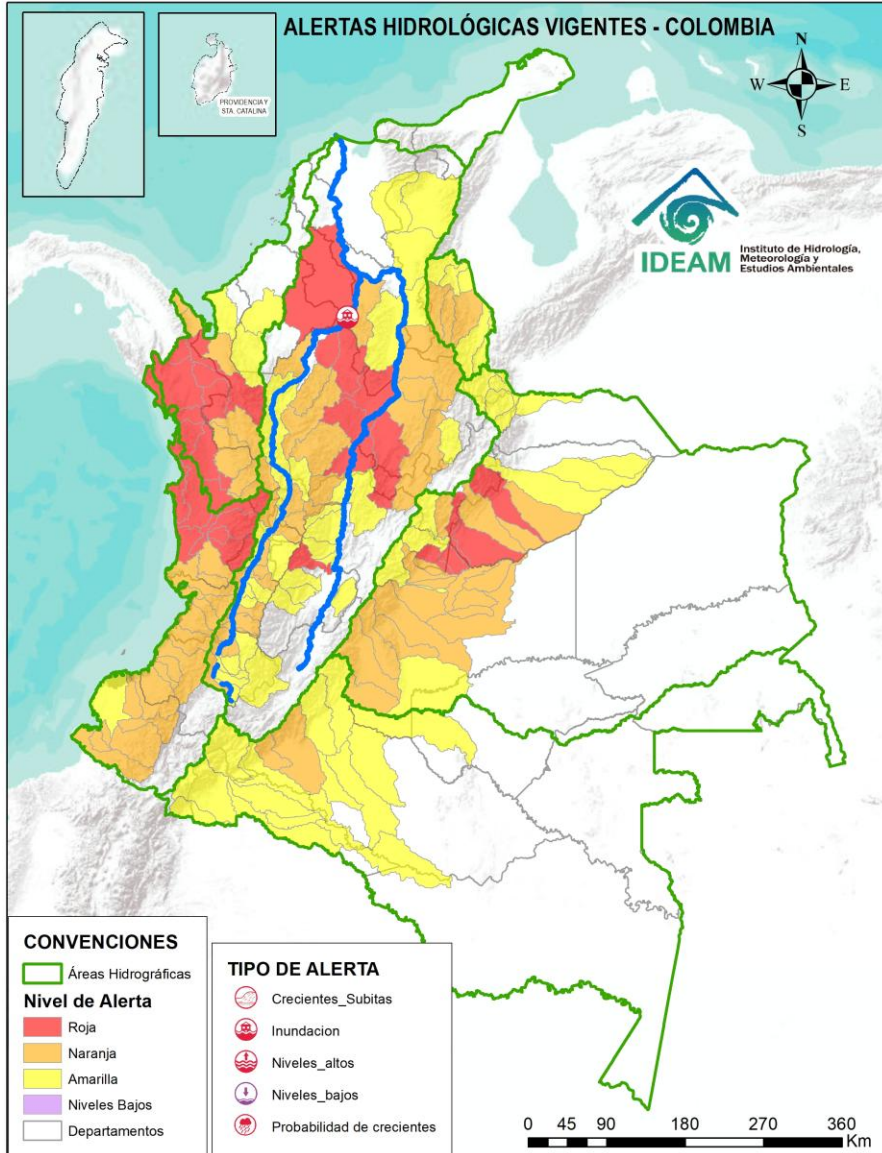 ALERTAS HIDROLÓGICAS VIGENTES - COLOMBIA
PROVIDENCIA Y
STA. CATALINA
N
W
E
S
IDEAM
Instituto de Hidrología,
Meteorología y
Estudios Ambientales
CONVENCIONES
Áreas Hidrográficas
Nivel de Alerta
Roja
Naranja
Amarilla
Niveles Bajos
Departamentos
TIPO DE ALERTA
Crecientes_Subitas
Inundacion
Niveles_altos
Niveles_bajos
Probabilidad de crecientes
0 45 90 180 270 360
Km